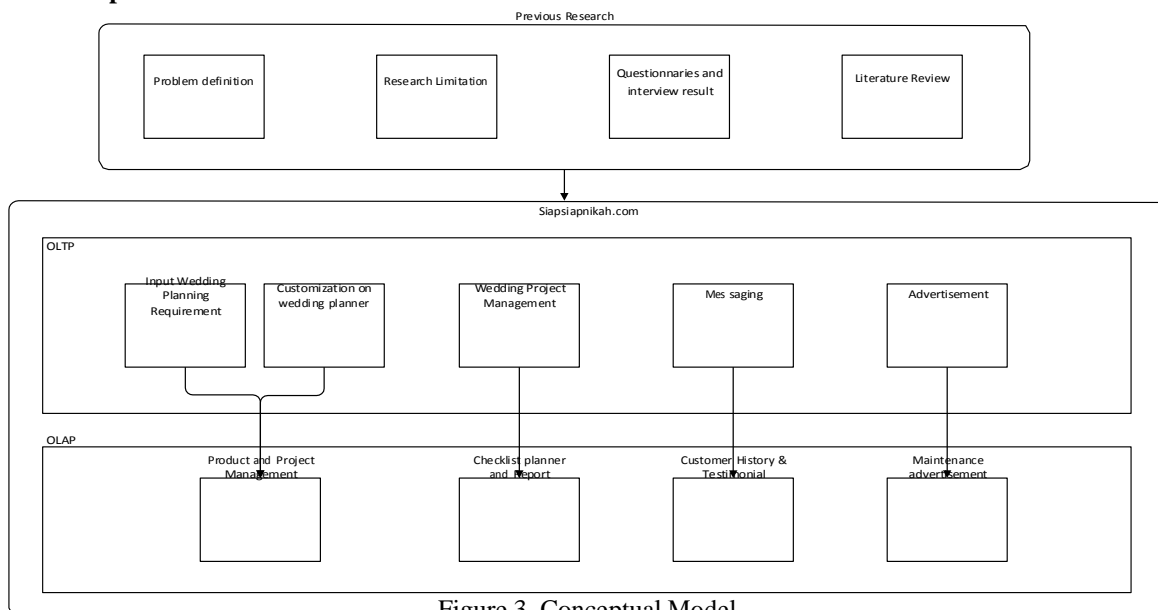 Previous Research
Problem definition
Research Limitation
Questionnaries and
interview result
Literature Review
Siapsiapnikah.com
OLTP
Input Wedding
Planning
Requirement
Customization on
wedding planner
Wedding Project
Management
Mes saging
Advertisement
OLAP
Product and Project
Management
Checklist planner
and Report
Customer History &
Testimonial
Maintenance
advertisement
Figure 3. Conceptual Model